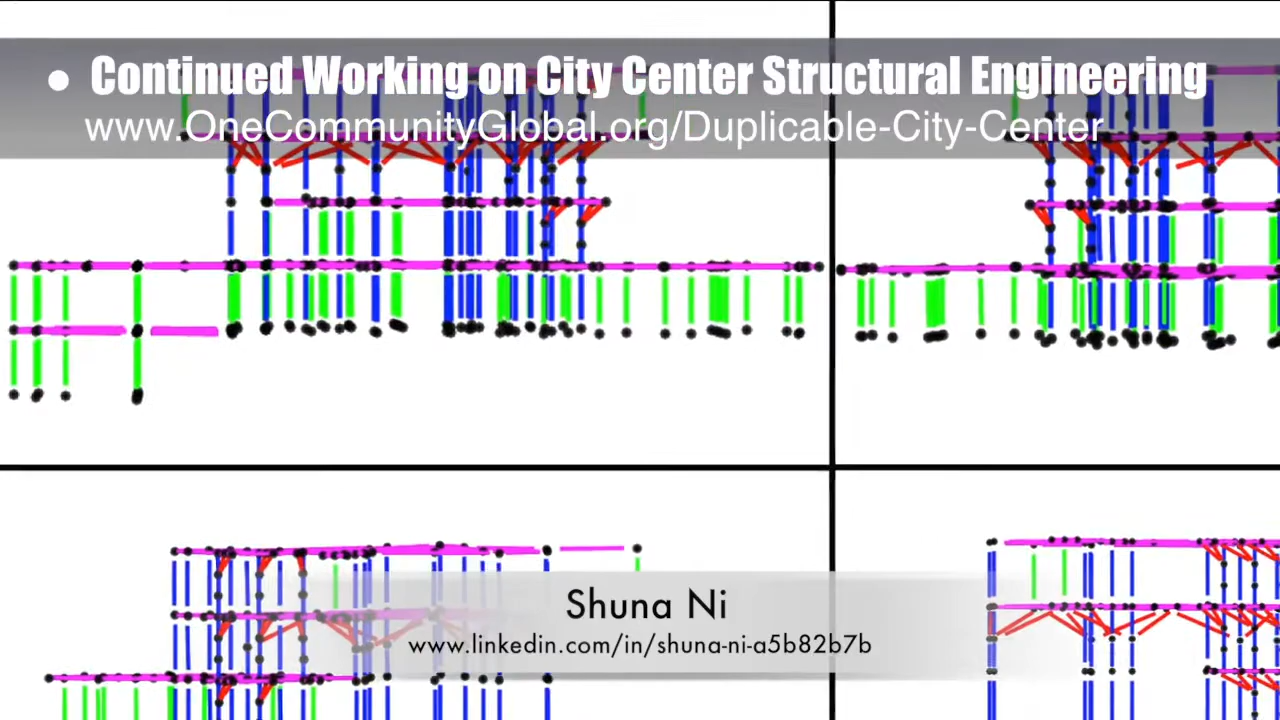 • Continued Working on City Center Structural Engineering
www.OneCommunityGlobal.org/Duplicable-City-Center
Shuna Ni
www.linkedin.com/in/shuna-ni-a5b82b7b